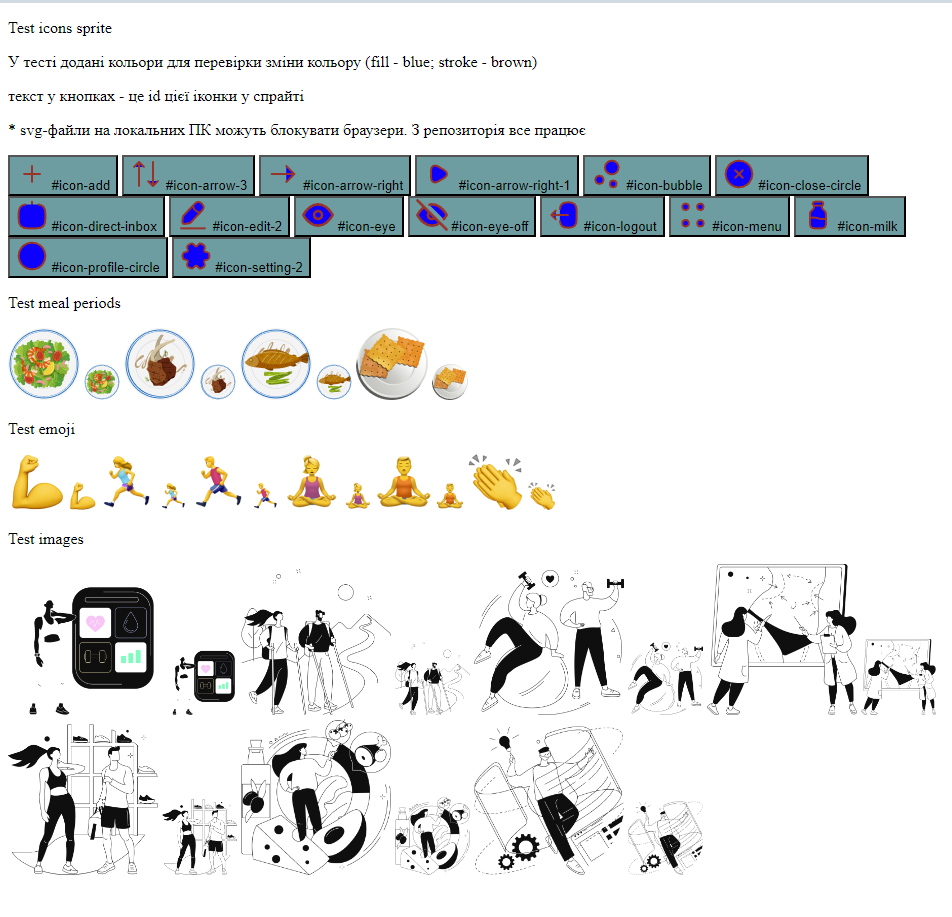 Test icons sprite
У тесті додані кольори для перевірки зміни кольору (fill - blue; stroke - brown)
текст у кнопках - це id цієї іконки у спрайті
* svg-файли на локальних ПК можуть блокувати браузери. З репозиторія все працює
#icon-add #icon-arrow-3 #icon-arrow-right #icon-arrow-right-1 #icon-bubble #icon-close-circle
#icon-direct-inbox #icon-edit-2 #icon-eye #icon-eye-off #icon-logout #icon-menu #icon-milk
#icon-profile-circle #icon-setting-2
Test meal periods
Test emoji
Test images